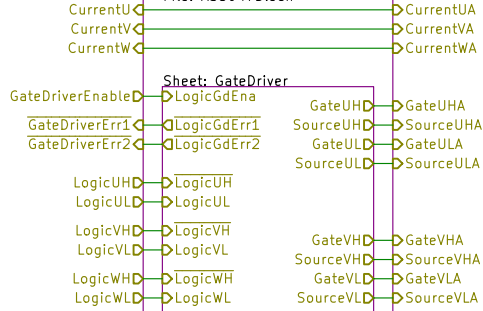 CurrentU CurrentUA
CurrentV CurrentVA
CurrentW CurrentWA
Sheet: GateDriver
GateDriverEnable LogicGdEna
GateUH GateUHA
GateDriverErr1 LogicGdErr1 SourceUH SourceUHA
GateDriverErr2 LogicGdErr2 GateUL GateULA
SourceUL SourceULA
LogicUH LogicUH
LogicUL LogicUL
LogicVH LogicVH
GateVH GateVHA
LogicVL LogicVL
SourceVH SourceVHA
LogicWH LogicWH GateVL GateVLA
LogicWL LogicWL SourceVL SourceVLA